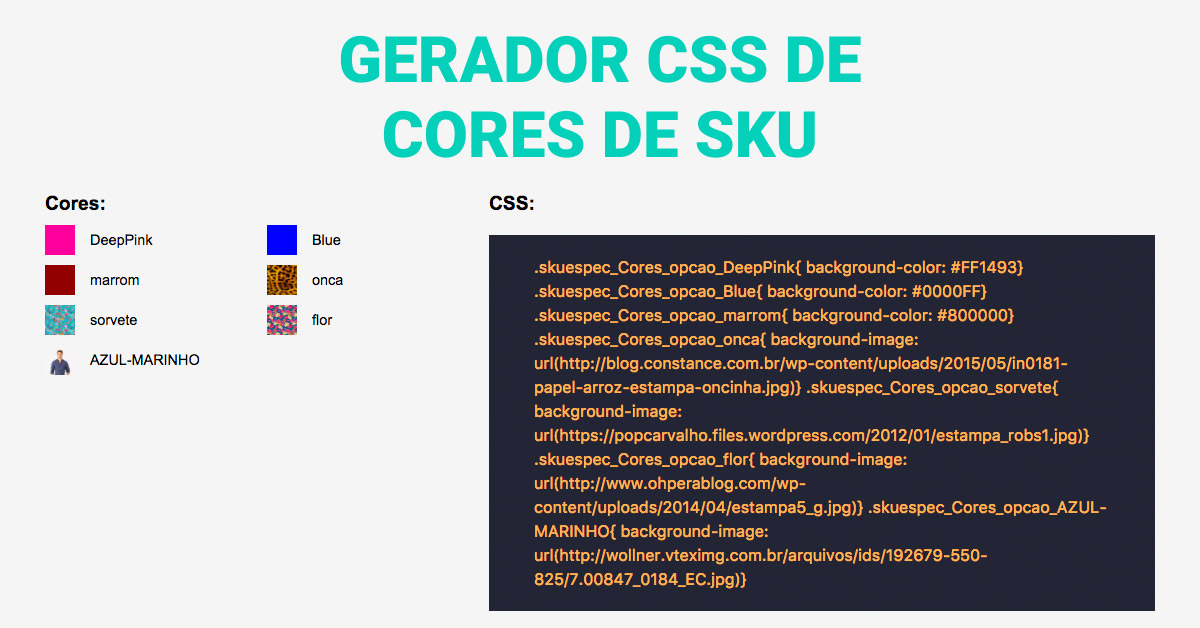 GERADOR CSS DE
CORES DE SKU
Cores:
DeepPink
Blue
marrom
onca
sorvete
flor
AZUL-MARINHO
CSS:
.skuespec_Cores_opcao_DeepPink{ background-color: #FF1493}
.skuespec_Cores_opcao_Blue{ background-color: #0000FF}
.skuespec_Cores_opcao_marrom{ background-color: #800000}
.skuespec_Cores_opcao_onca{ background-image:
url(http://blog.constance.com.br/wp-content/uploads/2015/05/in0181-
papel-arroz-estampa-oncinha.jpg)} .skuespec_Cores_opcao_sorvete{
background-image:
url(https://popcarvalho.files.wordpress.com/2012/01/estampa_robs1.jpg)}
.skuespec_Cores_opcao_flor{ background-image:
url(http://www.ohperablog.com/wp-
content/uploads/2014/04/estampa5_g.jpg)} .skuespec_Cores_opcao_AZUL-
MARINHO{ background-image:
url(http://wollner.vteximg.com.br/arquivos/ids/192679-550-
825/7.00847_0184_EC.jpg)}